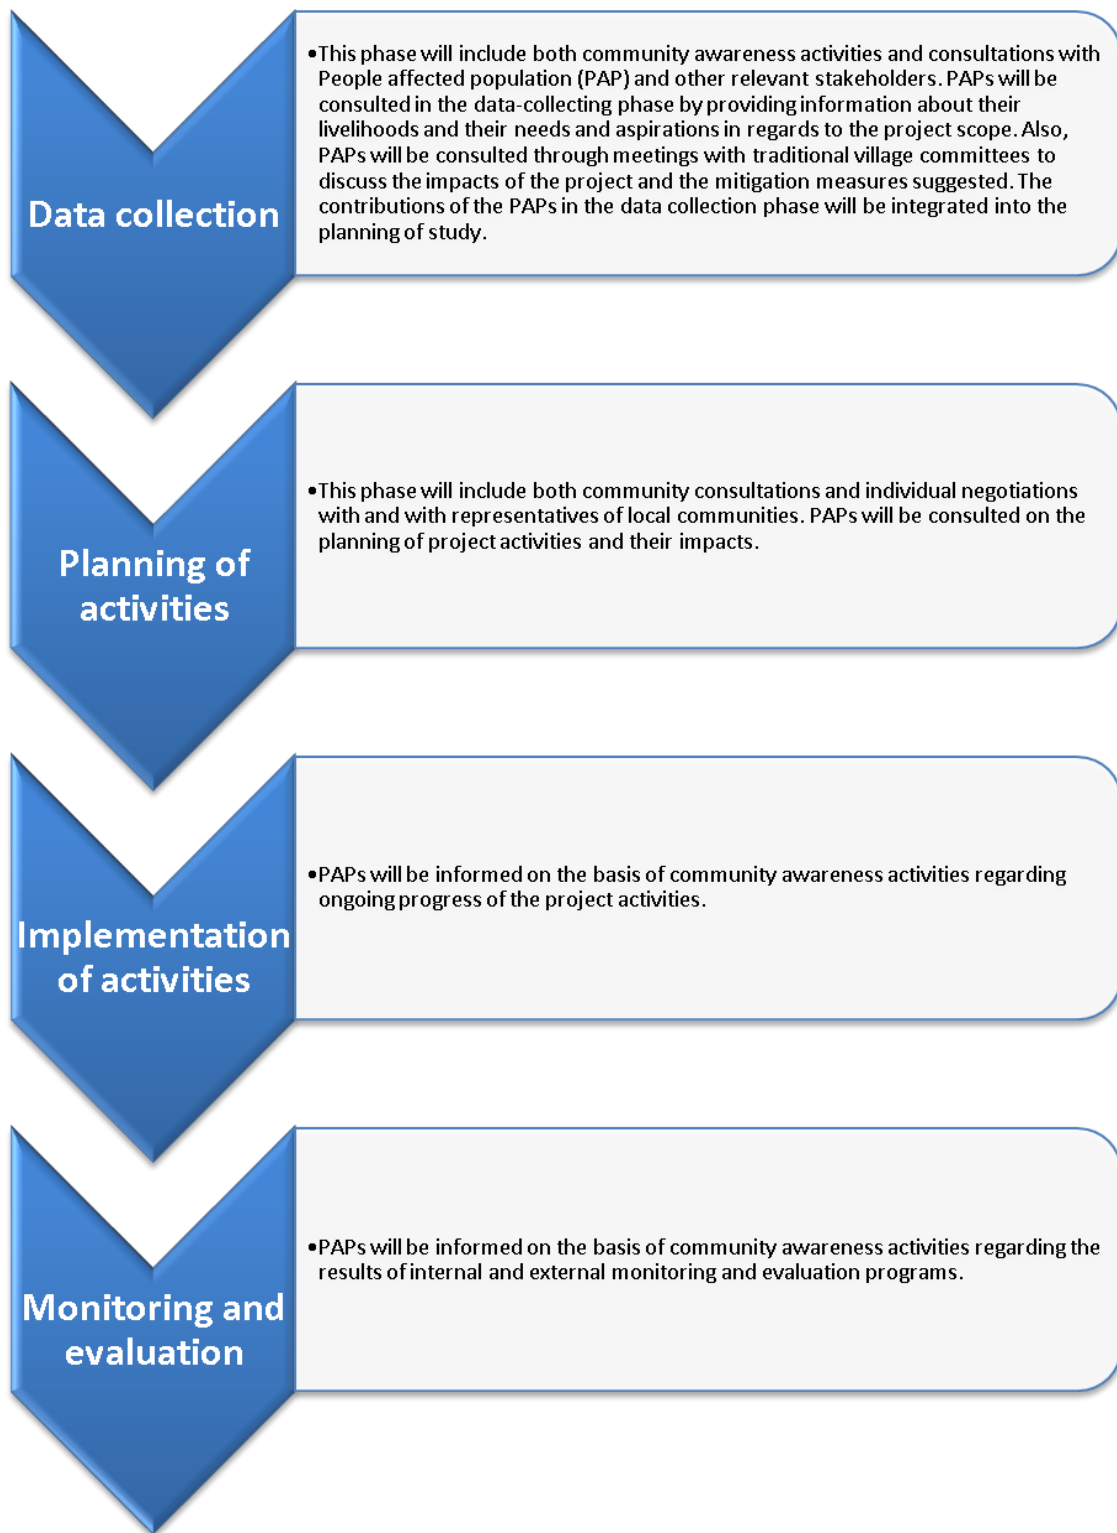 Data collection
•This phase will include both community awareness activities and consultations with
People affected population (PAP) and other relevant stakeholders. PAPs will be
consulted in the data-collecting phase by providing information about their
livelihoods and their needs and aspirations in regards to the project scope. Also,
PAPs will be consulted through meetings with traditional village committees to
discuss the impacts of the project and the mitigation measures suggested. The
contributions of the PAPs in the data collection phase will be integrated into the
planning of study.
Planning of
activities
•This phase will include both community consultations and individual negotiations
with and with representatives of local communities. PAPs will be consulted on the
planning of project activities and their impacts.
Implementation
of activities
•PAPs will be informed on the basis of community awareness activities regarding
ongoing progress of the project activities.
Monitoring and
evaluation
•PAPs will be informed on the basis of community awareness activities regarding the
results of internal and external monitoring and evaluation programs.